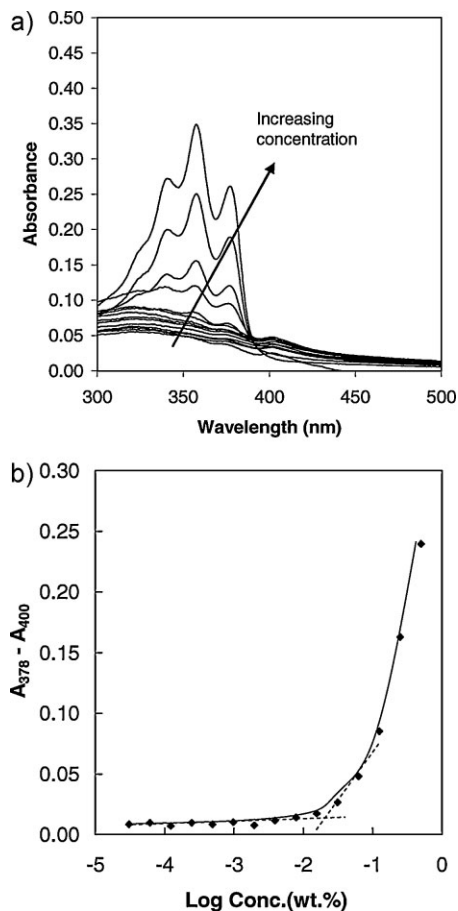 a)
0.50
0.45
0.40
0.35
0.30
0.25
0.20
0.15
0.10
0.05
0.00
Absorbance
Increasing
concentration
300 350 400 450 500
Wavelength (nm)
b)
0.30
0.25
0.20
0.15
0.10
0.05
0.00
A378 - A400
-5 -4 -3 -2 -1 0
Log Conc.(wt.%)